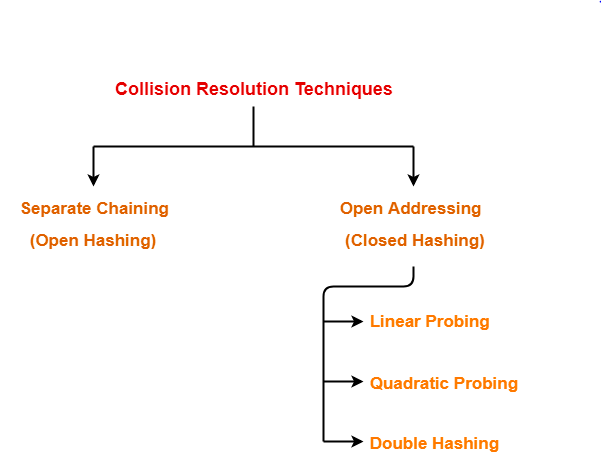 Collision Resolution Techniques
Separate Chaining
(Open Hashing)
Open Addressing
(Closed Hashing)
Linear Probing
Quadratic Probing
Double Hashing